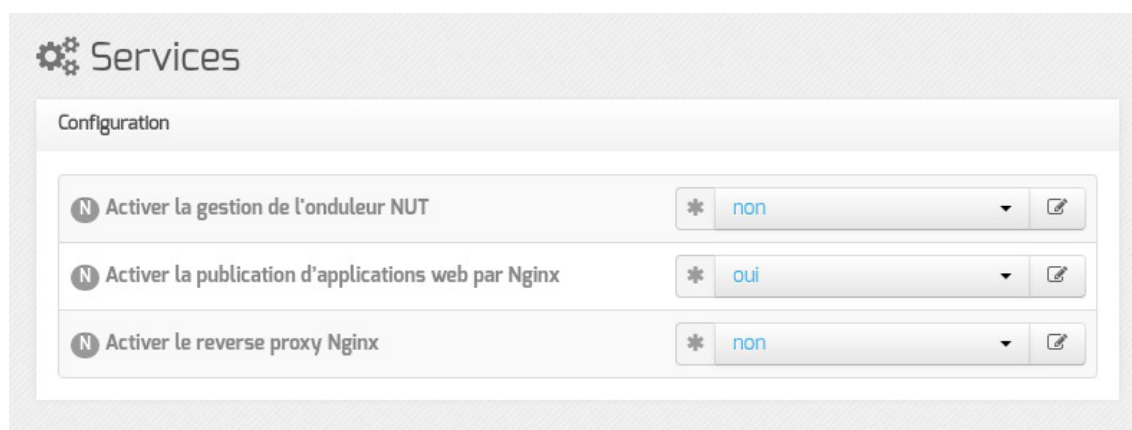 Services
Configuration
N Activer la gestion de l'onduleur NUT * non
N Activer la publication d'applications web par Nginx * oui
N Activer le reverse proxy Nginx * non